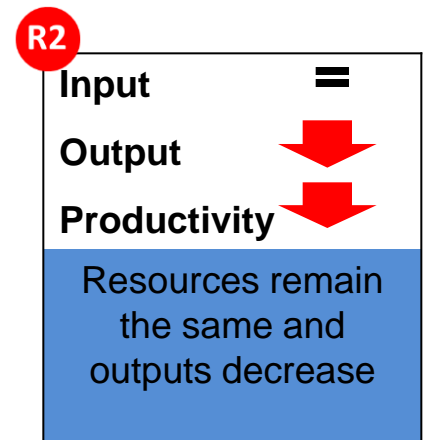 R2
Input =
Output
Productivity
Resources remain
the same and
outputs decrease